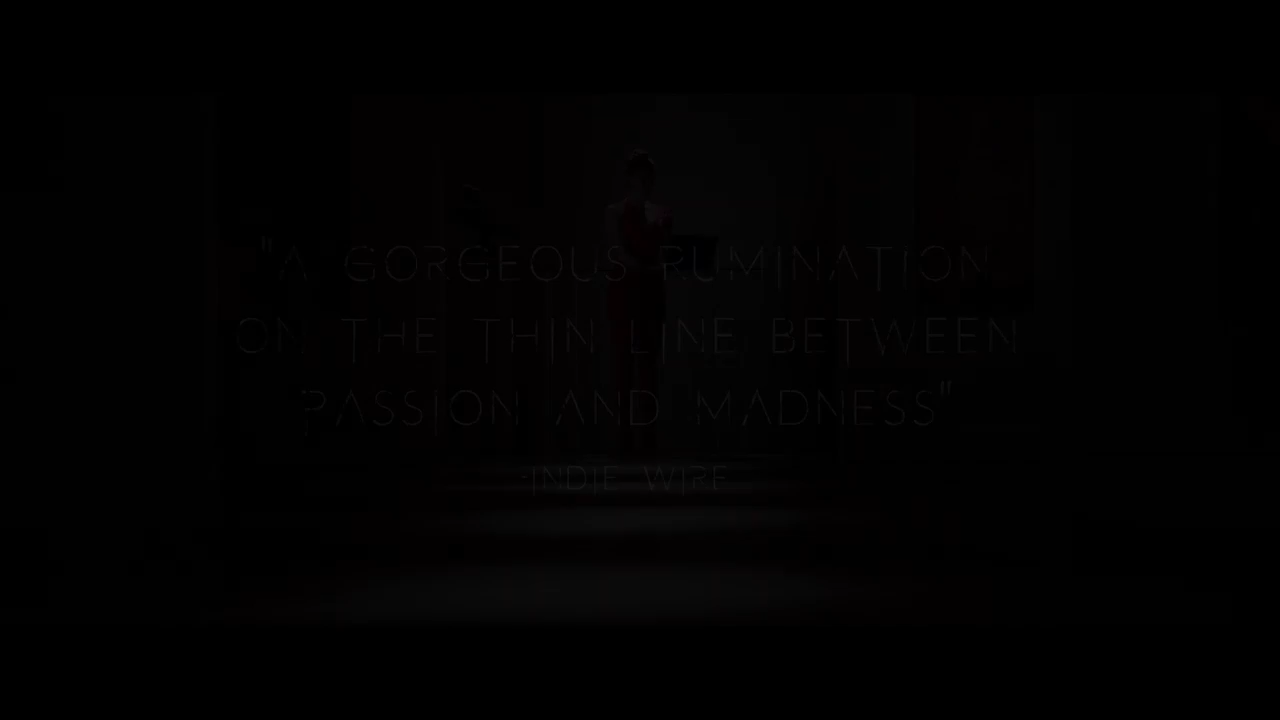 "A GORGEOUS RUMINATION
ON THE THIN LINE BETWEEN
PASSION AND MADNESS"
-INDIE WIRE